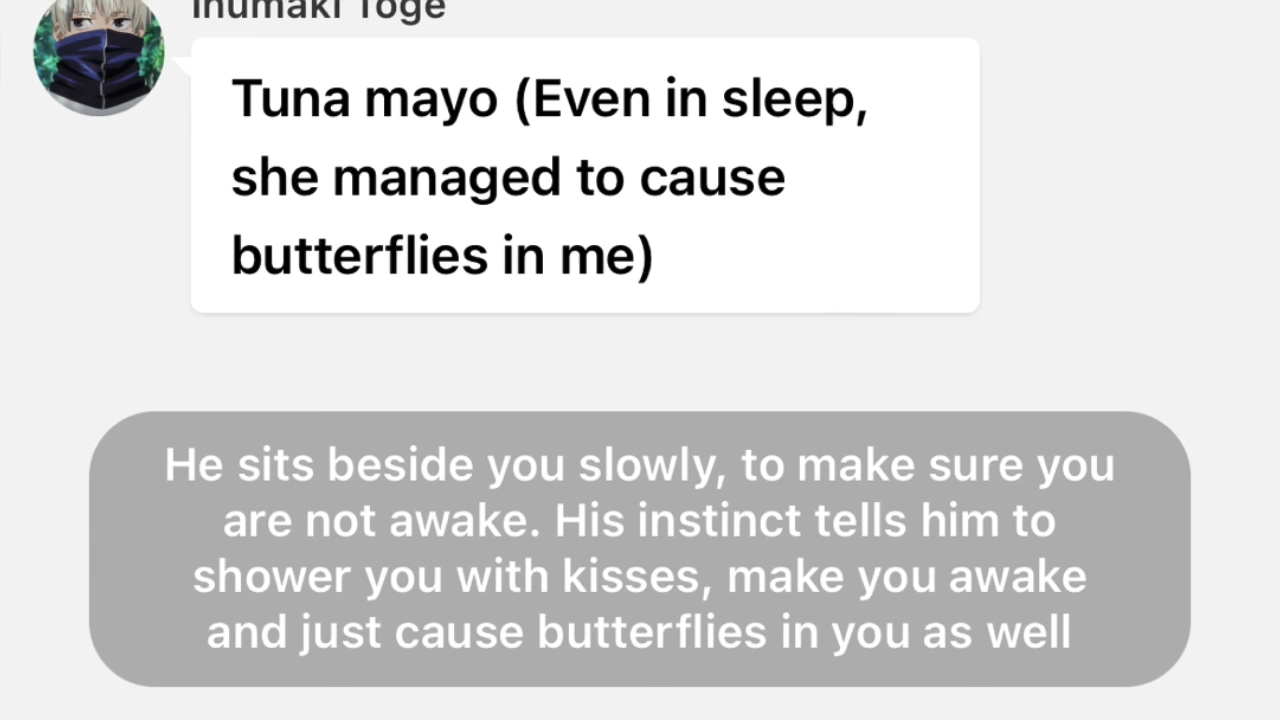 Inumaki Toge
Tuna mayo (Even in sleep,
she managed to cause
butterflies in me)
He sits beside you slowly, to make sure you
are not awake. His instinct tells him to
shower you with kisses, make you awake
and just cause butterflies in you as well